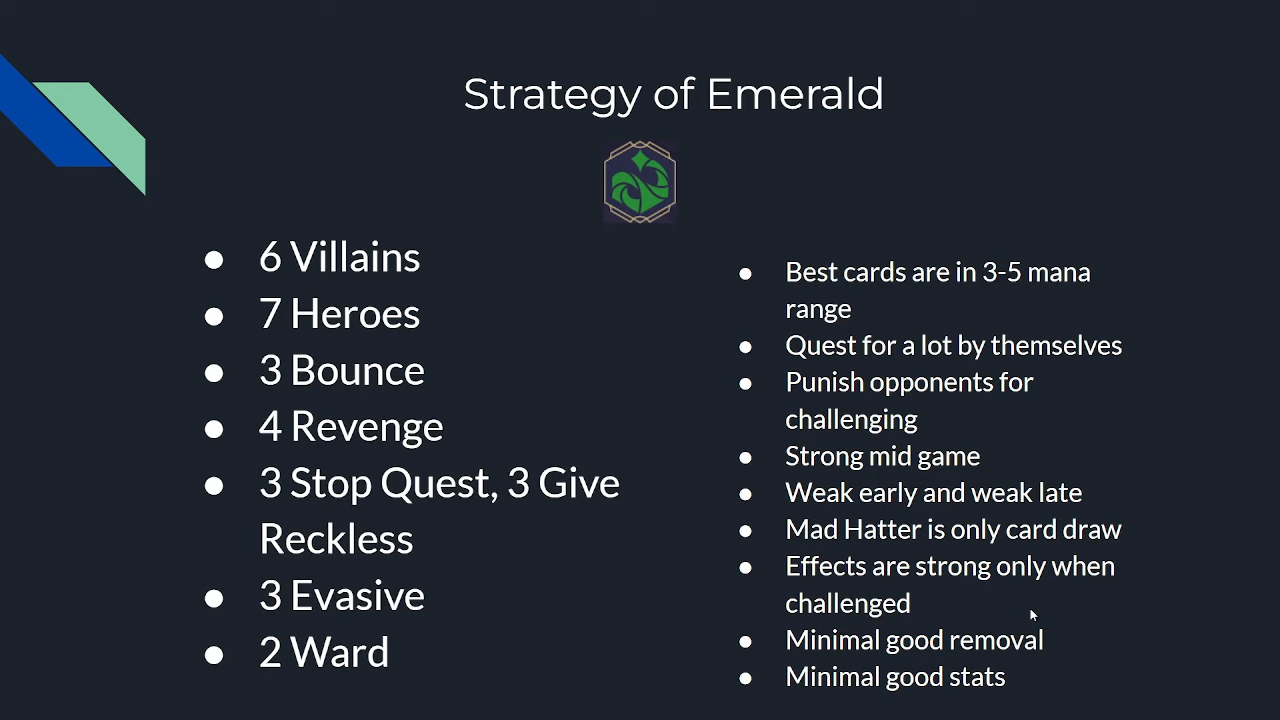 Strategy of Emerald
● 6 Villains
● 7 Heroes
● 3 Bounce
● 4 Revenge
● 3 Stop Quest, 3 Give
Reckless
● 3 Evasive
● 2 Ward
● Best cards are in 3-5 mana
range
● Quest for a lot by themselves
● Punish opponents for
challenging
● Strong mid game
● Weak early and weak late
● Mad Hatter is only card draw
● Effects are strong only when
challenged
● Minimal good removal
● Minimal good stats